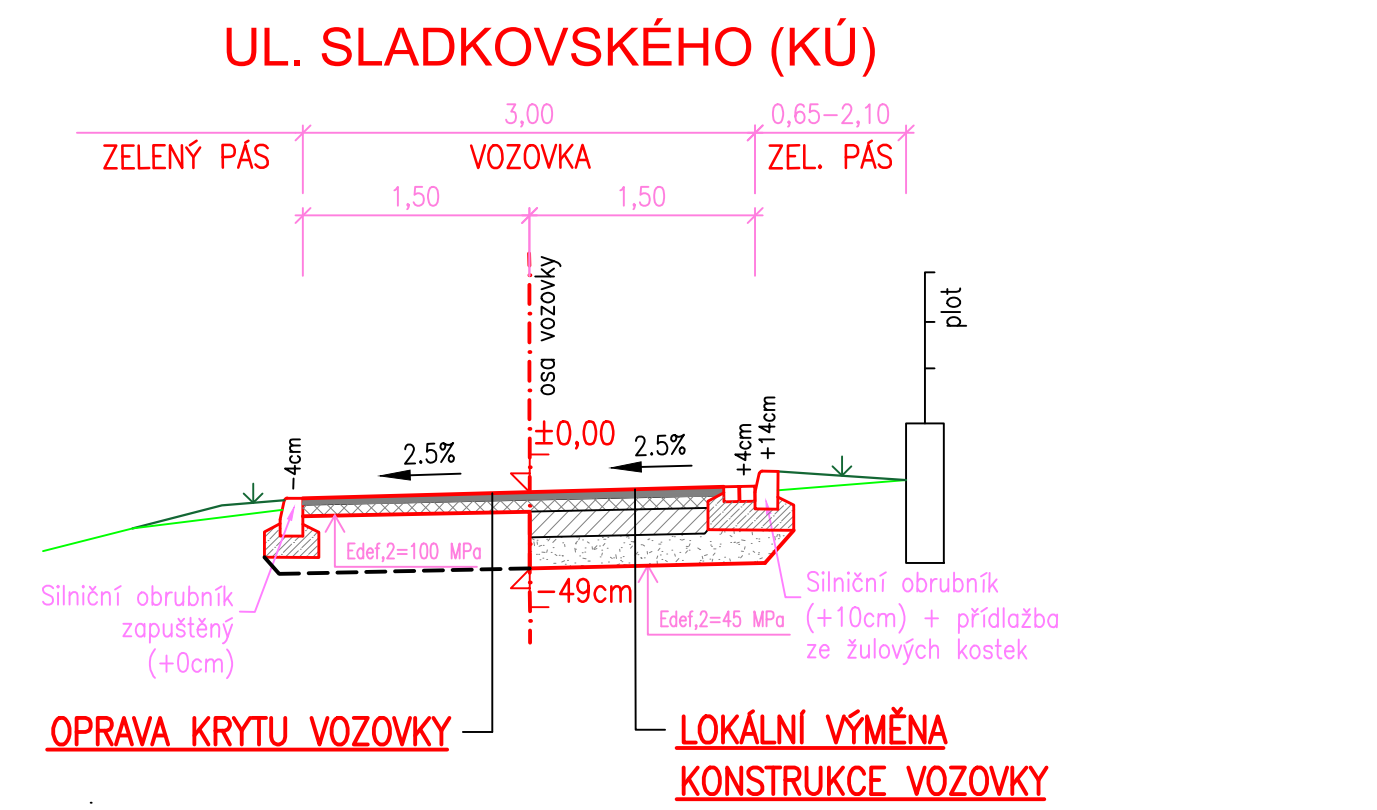 UL. SLADKOVSKÉHO (KÚ)
3,00
0,65-2,10
ZELENÝ PÁS
VOZOVKA
ZEL. PÁS
1,50
1,50
osa vozovky
plot
±0,00
-4cm
2.5%
2.5%
+4cm
+14cm
Edef,2=100 MPa
-49cm
Edef,2=45 MPa
Silniční obrubník
zapuštěný
(+0cm)
Silniční obrubník
(+10cm) + přídlažba
ze žulových kostek
OPRAVA KRYTU VOZOVKY
LOKÁLNÍ VÝMĚNA
KONSTRUKCE VOZOVKY